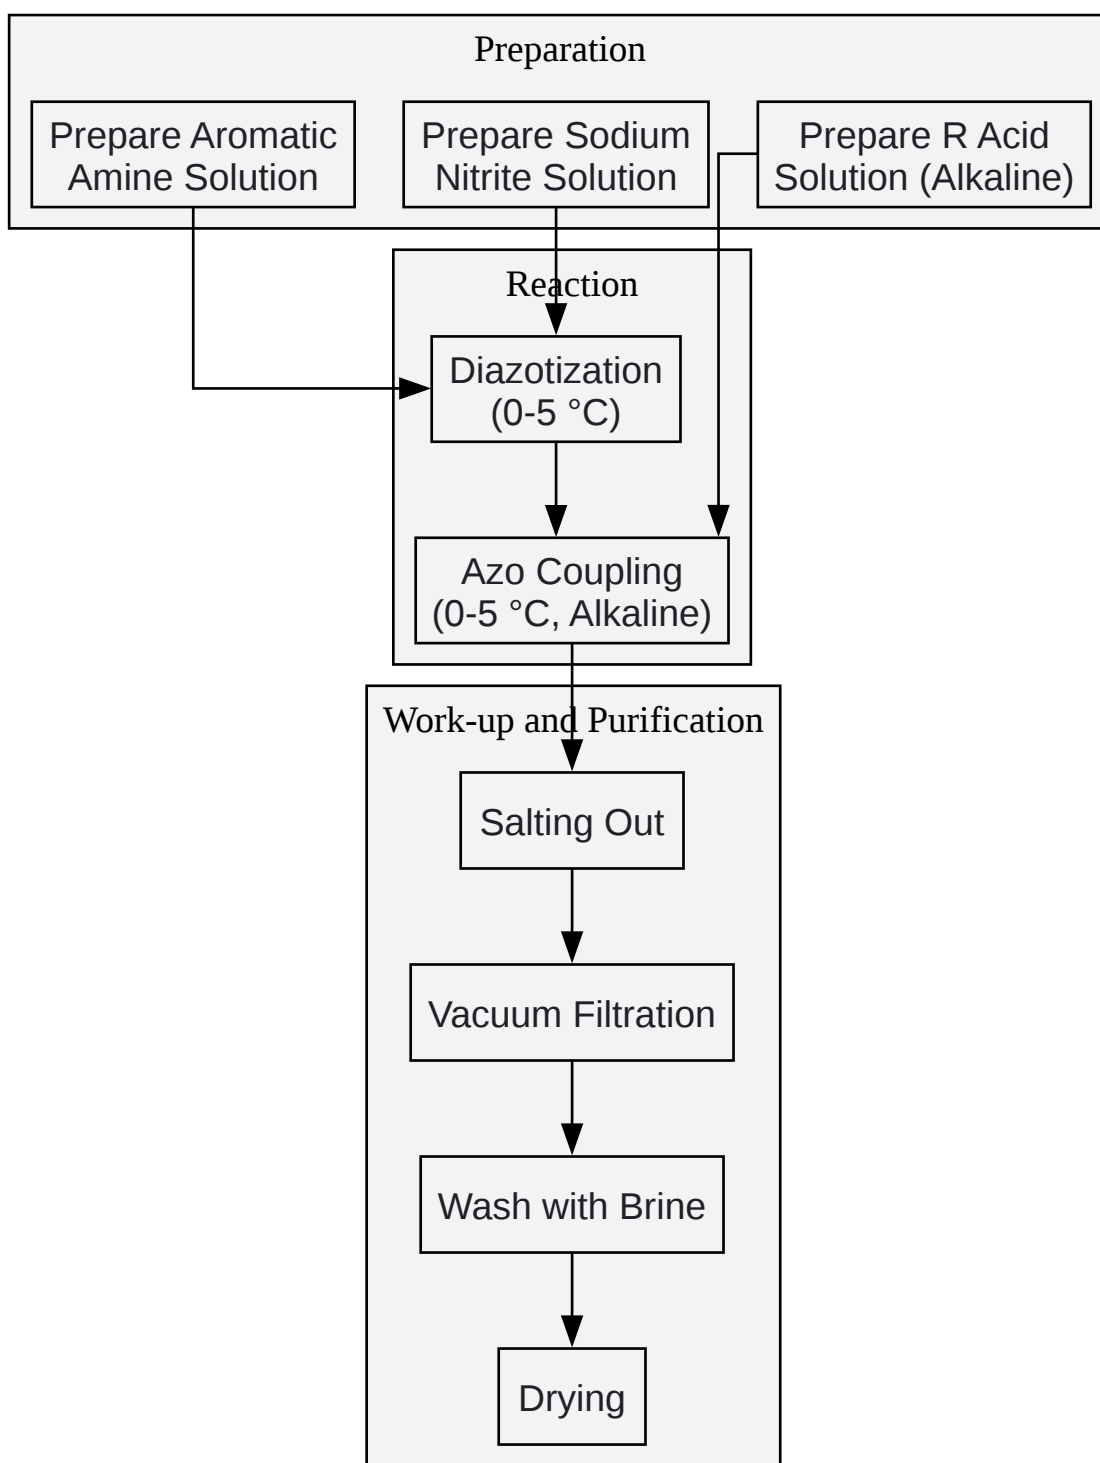 Preparation
Prepare Aromatic
Amine Solution
Prepare Sodium
Nitrite Solution
Prepare R Acid
Solution (Alkaline)
Reaction
Diazotization
(0-5 °C)
Azo Coupling
(0-5 °C, Alkaline)
Work-up and Purification
Salting Out
Vacuum Filtration
Wash with Brine
Drying